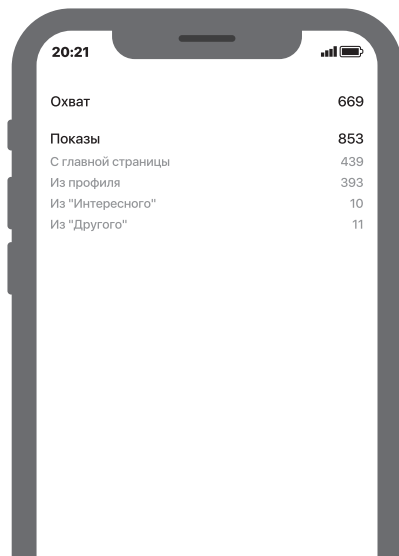 20:21
Охват 669
Показы 853
С главной страницы 439
Из профиля 393
Из "Интересного" 10
Из "Другого" 11